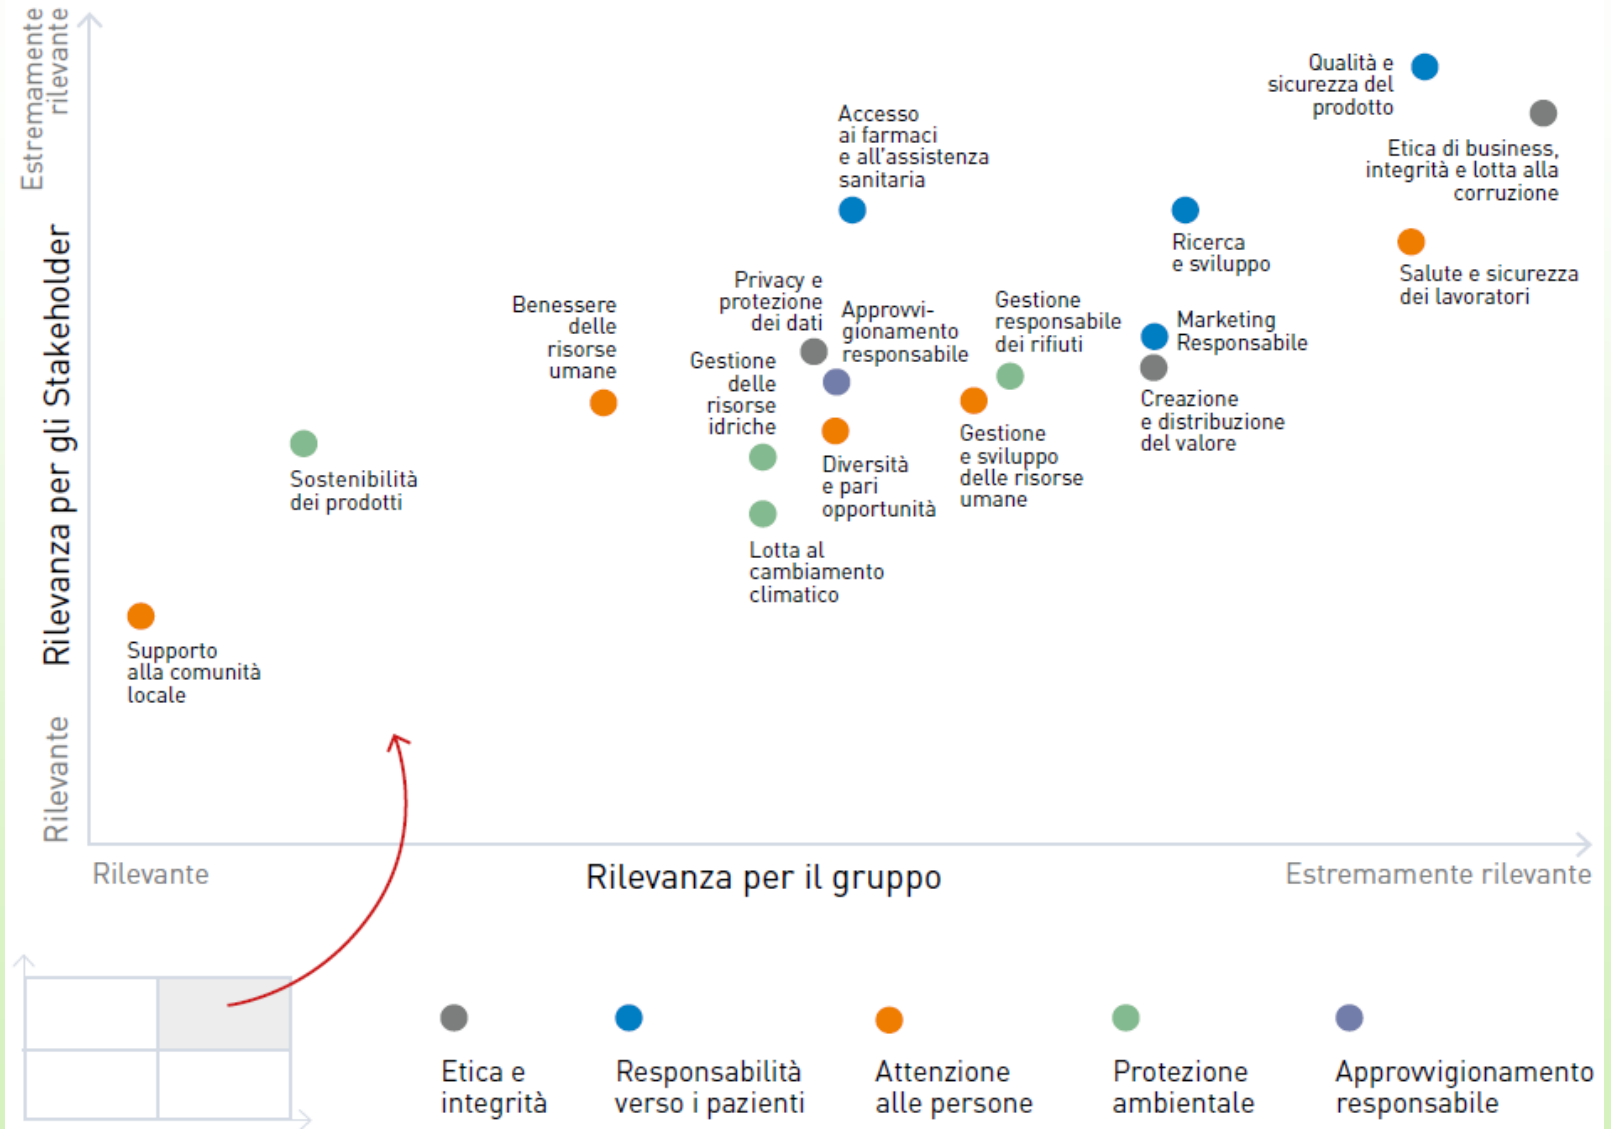 Estremamente
rilevante
Rilevanza per gli Stakeholder
Rilevante
Qualità e
sicurezza del
prodotto
Etica di business,
integrità e lotta alla
corruzione
Accesso
ai farmaci
e all'assistenza
sanitaria
Ricerca
e sviluppo
Salute e sicurezza
dei lavoratori
Privacy e
protezione
dei dati
Benessere
delle
risorse
umane
Approvvi-
gionamento
responsabile
Gestione
responsabile
dei rifiuti
Marketing
Responsabile
Gestione
delle
risorse
idriche
Creazione
e distribuzione
del valore
Gestione
e sviluppo
delle risorse
umane
Diversità
e pari
opportunità
Sostenibilità
dei prodotti
Lotta al
cambiamento
climatico
Supporto
alla comunità
locale
Rilevante
Rilevanza per il gruppo
Estremamente rilevante
Etica e
integrità
Responsabilità
verso i pazienti
Attenzione
alle persone
Protezione
ambientale
Approvvigionamento
responsabile